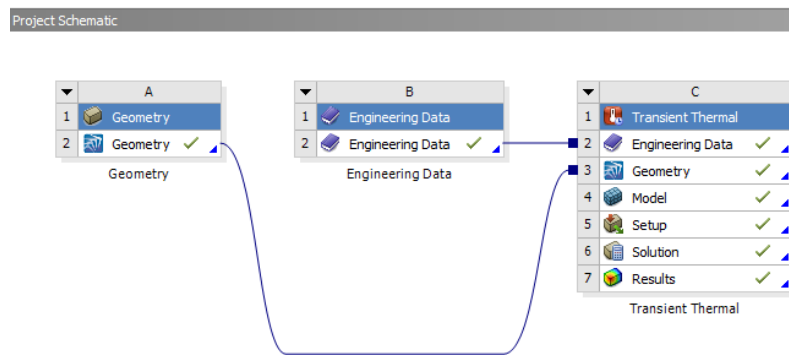 Project Schematic
A
1 Geometry
2 Geometry
Geometry
B
1 Engineering Data
2 Engineering Data
Engineering Data
C
1 Transient Thermal
2 Engineering Data
3 Geometry
4 Model
5 Setup
6 Solution
7 Results
Transient Thermal